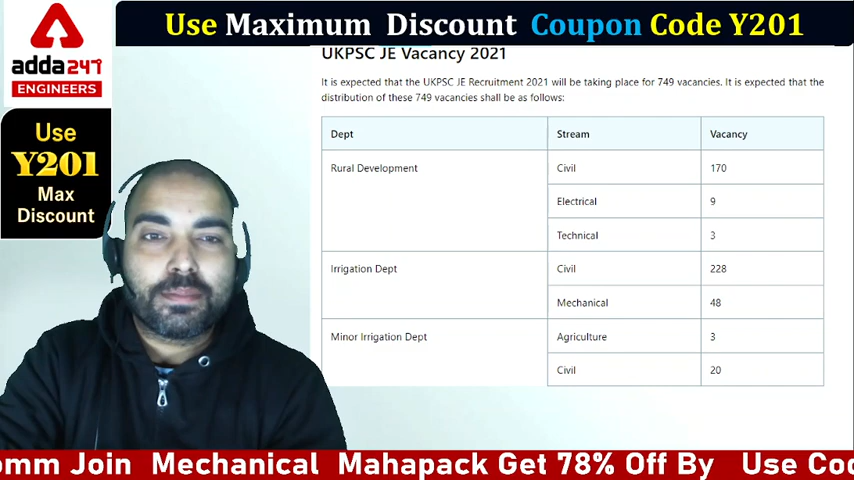 Use Maximum Discount Coupon Code Y201
adda247
ENGINEERS
Use
Y201
Max
Discount
UKPSC JE Vacancy 2021
It is expected that the UKPSC JE Recruitment 2021 will be taking place for 749 vacancies. It is expected that the
distribution of these 749 vacancies shall be as follows:
Dept Stream Vacancy
Rural Development Civil 170
Electrical 9
Technical 3
Irrigation Dept Civil 228
Mechanical 48
Minor Irrigation Dept Agriculture 3
Civil 20
Join Mechanical Mahapack Get 78% Off By Use